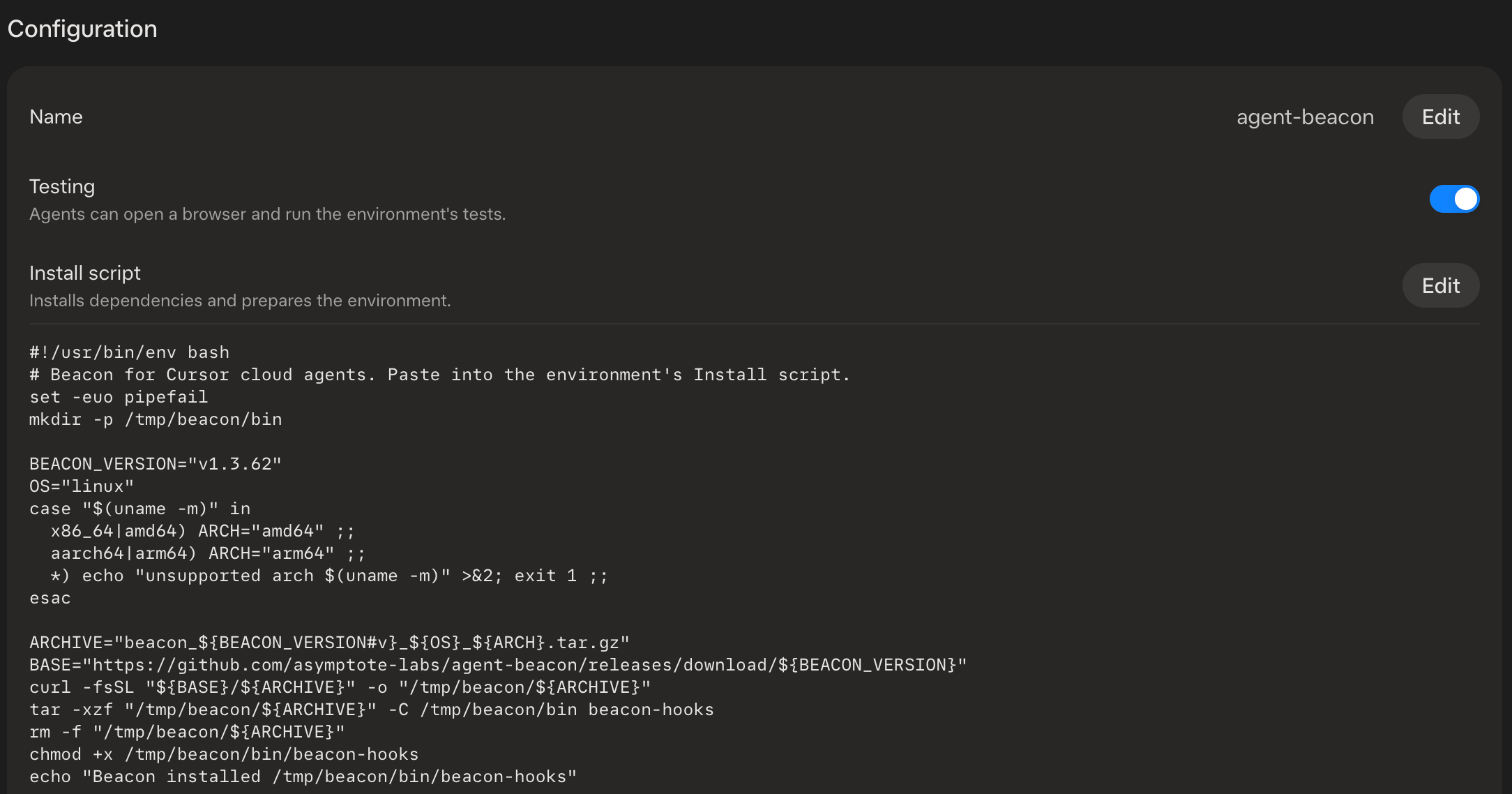 Configuration
Name
agent-beacon
Edit
Testing
Agents can open a browser and run the environment's tests.
Install script
Edit
Installs dependencies and prepares the environment.
#!/usr/bin/env bash
# Beacon for Cursor cloud agents. Paste into the environment's Install script.
set -euo pipefail
mkdir -p /tmp/beacon/bin

BEACON_VERSION="v1.3.62"
OS="linux"
case "$(uname -m)" in
  x86_64|amd64) ARCH="amd64" ;;
  aarch64|arm64) ARCH="arm64" ;;
  *) echo "unsupported arch $(uname -m)" >&2; exit 1 ;;
esac

ARCHIVE="beacon_${BEACON_VERSION#v}_${OS}_${ARCH}.tar.gz"
BASE="https://github.com/asymptote-labs/agent-beacon/releases/download/${BEACON_VERSION}"
curl -fsSL "${BASE}/${ARCHIVE}" -o "/tmp/beacon/${ARCHIVE}"
tar -xzf "/tmp/beacon/${ARCHIVE}" -C /tmp/beacon/bin beacon-hooks
rm -f "/tmp/beacon/${ARCHIVE}"
chmod +x /tmp/beacon/bin/beacon-hooks
echo "Beacon installed /tmp/beacon/bin/beacon-hooks"